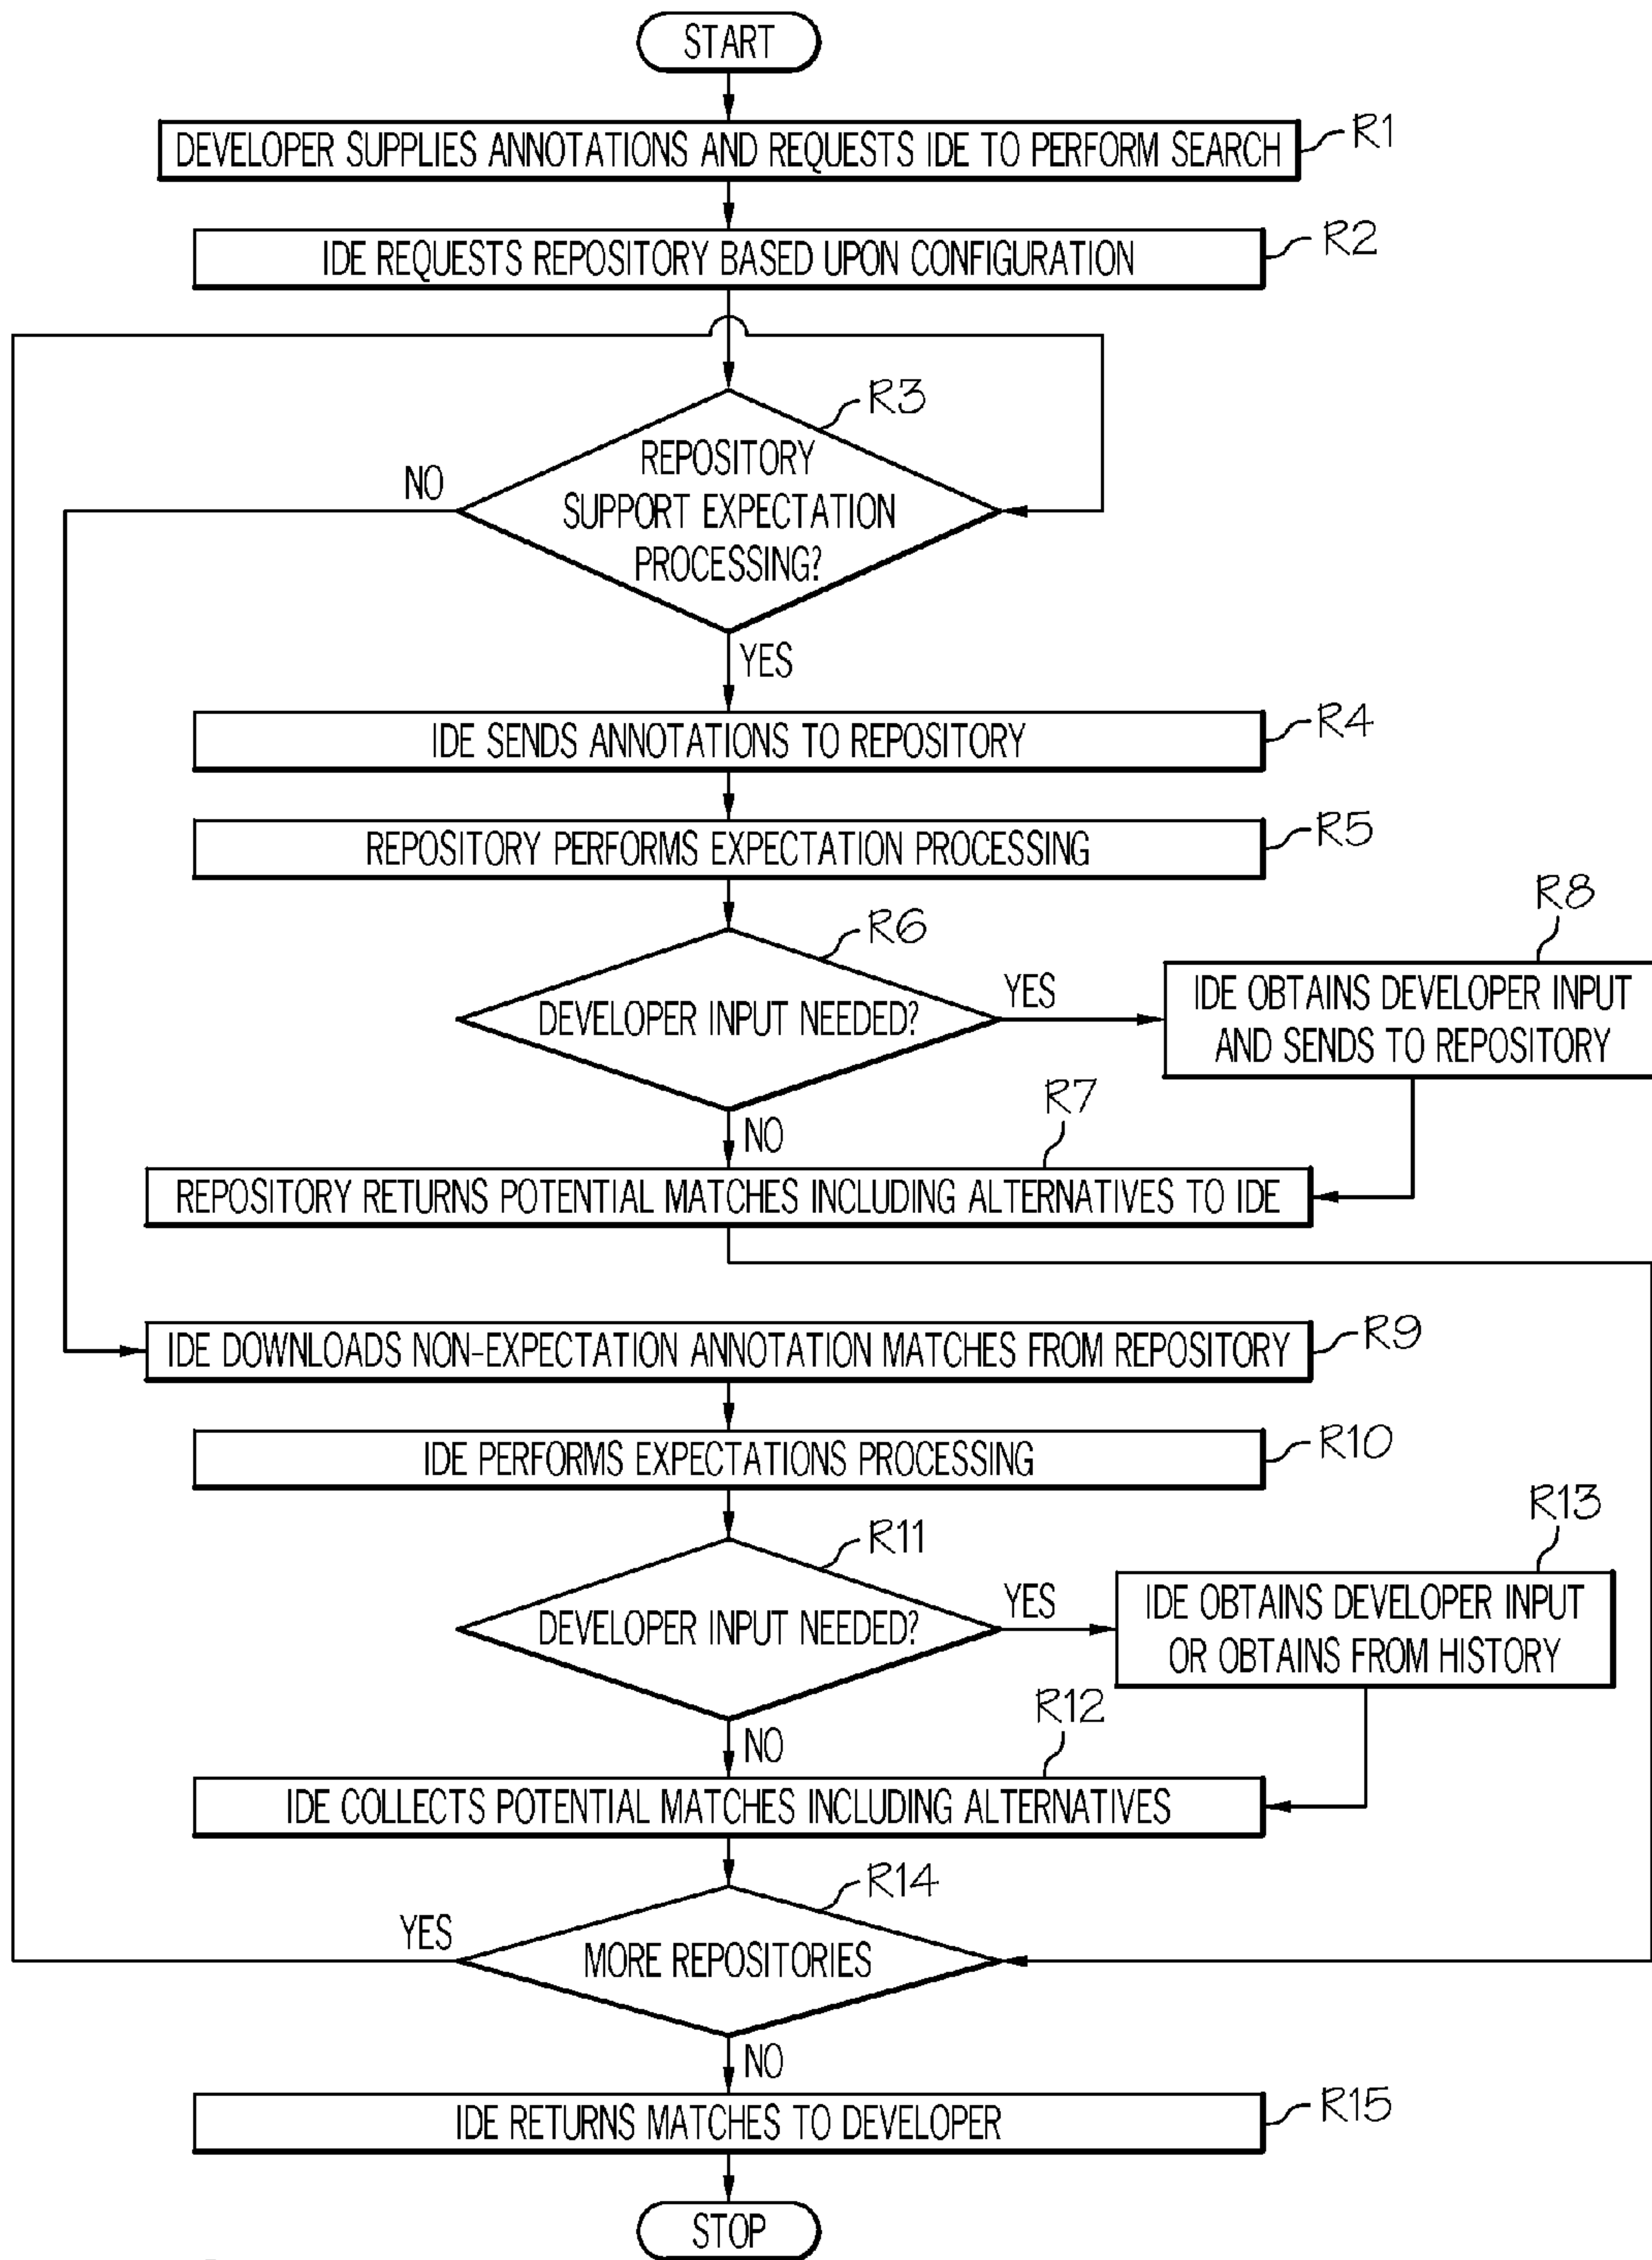 START
DEVELOPER SUPPLIES ANNOTATIONS AND REQUESTS IDE TO PERFORM SEARCH
R1
IDE REQUESTS REPOSITORY BASED UPON CONFIGURATION
R2
R3
REPOSITORY
SUPPORT EXPECTATION
PROCESSING?
NO
YES
IDE SENDS ANNOTATIONS TO REPOSITORY
R4
REPOSITORY PERFORMS EXPECTATION PROCESSING
R5
R6
DEVELOPER INPUT NEEDED?
YES
R8
IDE OBTAINS DEVELOPER INPUT
AND SENDS TO REPOSITORY
NO
R7
REPOSITORY RETURNS POTENTIAL MATCHES INCLUDING ALTERNATIVES TO IDE
IDE DOWNLOADS NON-EXPECTATION ANNOTATION MATCHES FROM REPOSITORY
R9
IDE PERFORMS EXPECTATIONS PROCESSING
R10
R11
DEVELOPER INPUT NEEDED?
YES
R13
IDE OBTAINS DEVELOPER INPUT
OR OBTAINS FROM HISTORY
NO
R12
IDE COLLECTS POTENTIAL MATCHES INCLUDING ALTERNATIVES
R14
YES
MORE REPOSITORIES
NO
IDE RETURNS MATCHES TO DEVELOPER
R15
STOP